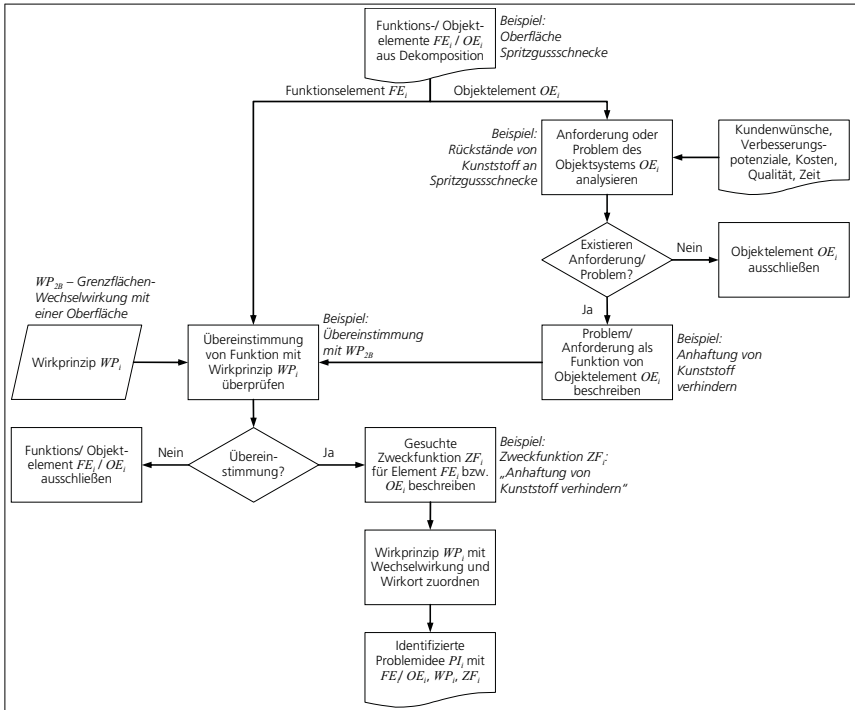 Funktions-/ Objekt-
elemente FEi / OEi
aus Dekomposition
Beispiel:
Oberfläche
Spritzgussschnecke
Funktionselement FEi
Objektelement OEi
Beispiel:
Rückstände von
Kunststoff an
Spritzgussschnecke
Anforderung oder
Problem des
Objektsystems OEi
analysieren
Kundenwünsche,
Verbesserungs-
potenziale, Kosten,
Qualität, Zeit
Existieren
Anforderung/
Problem?
Nein
Objektelement OEi
ausschließen
Ja
WP2B – Grenzflächen-
Wechselwirkung mit
einer Oberfläche
Wirkprinzip WPi
Übereinstimmung
von Funktion mit
Wirkprinzip WPi
überprüfen
Beispiel:
Übereinstimmung
mit WP2B
Problem/
Anforderung als
Funktion von
Objektelement OEi
beschreiben
Beispiel:
Anhaftung von
Kunststoff
verhindern
Funktions/ Objekt-
element FEi / OEi
ausschließen
Nein
Überein-
stimmung?
Ja
Gesuchte
Zweckfunktion ZFi
für Element FEi bzw.
OEi beschreiben
Beispiel:
Zweckfunktion ZFi:
„Anhaftung von
Kunststoff verhindern“
Wirkprinzip WPi mit
Wechselwirkung und
Wirkort zuordnen
Identifizierte
Problemidee PIi mit
FEi/ OEi, WPi, ZFi